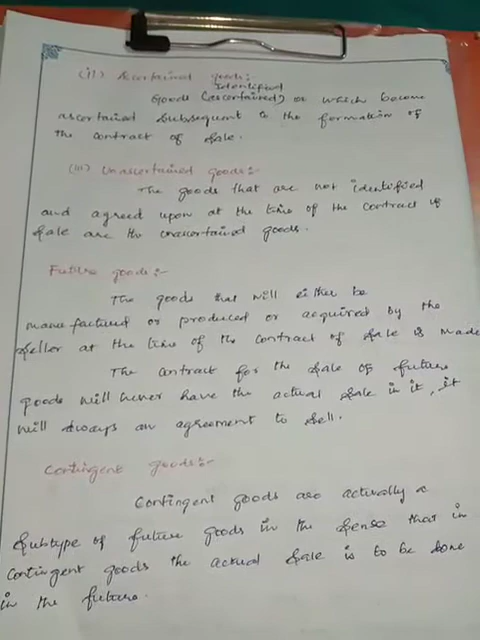 (ii) Ascertained goods:-
Identified
Goods (ascertained) or which become
ascertained subsequent to the formation of
the contract of sale.
(iii) Unascertained goods:-
The goods that are not identified
and agreed upon at the time of the contract of
sale are the unascertained goods.
Future goods:-
The goods that will either be
manufactured or produced or acquired by the
seller at the time of the contract of sale is made
The contract for the sale of future
goods will never have the actual sale in it, it
will always an agreement to sell.
Contingent goods:-
Contingent goods are actually a
subtype of future goods in the sense that in
contingent goods the actual sale is to be done
in the future.